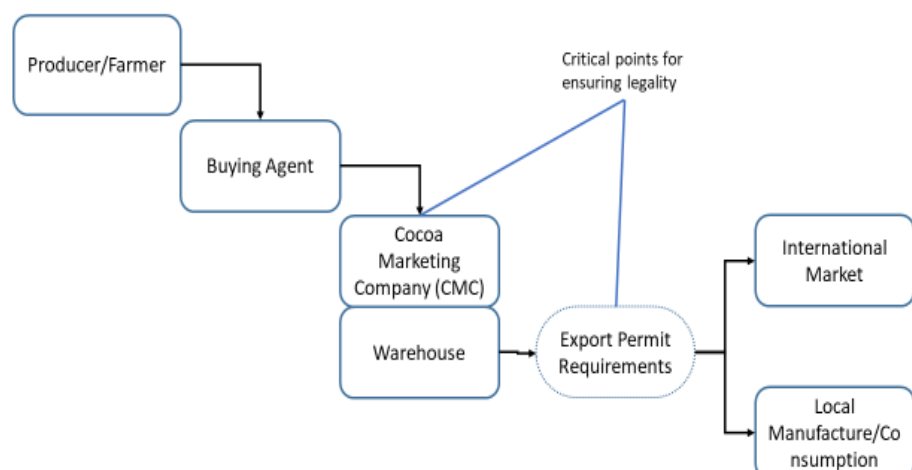 Producer/Farmer
Critical points for
ensuring legality
Buying Agent
Cocoa
Marketing
Company (CMC)
Warehouse
Export Permit
Requirements
International
Market
Local
Manufacture/Co
nsumption